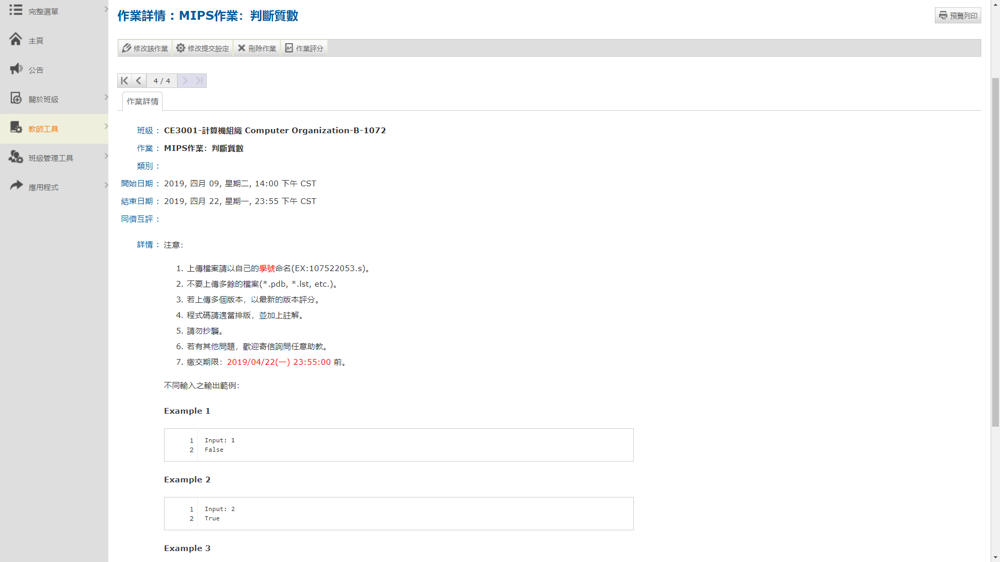 完整選單
主頁
公告
關於班級
教師工具
班級管理工具
應用程式
作業詳情 : MIPS作業：判斷質數
預覽列印
修改該作業 修改提交設定 刪除作業 作業評分
4 / 4
作業詳情
班級 : CE3001-計算機組織 Computer Organization-B-1072
作業 : MIPS作業：判斷質數
類別 :
開始日期 : 2019, 四月 09, 星期二, 14:00 下午 CST
結束日期 : 2019, 四月 22, 星期一, 23:55 下午 CST
同儕互評 :
詳情 : 注意：
1. 上傳檔案請以自己的學號命名(EX:107522053.s)。
2. 不要上傳多餘的檔案(*.pdb, *.lst, etc.)。
3. 若上傳多個版本，以最新的版本評分。
4. 程式碼請適當排版，並加上註解。
5. 請勿抄襲。
6. 若有其他問題，歡迎寄信詢問任意助教。
7. 繳交期限：2019/04/22(一) 23:55:00 前。
不同輸入之輸出範例：
Example 1
1 Input: 1
2 False
Example 2
1 Input: 2
2 True
Example 3